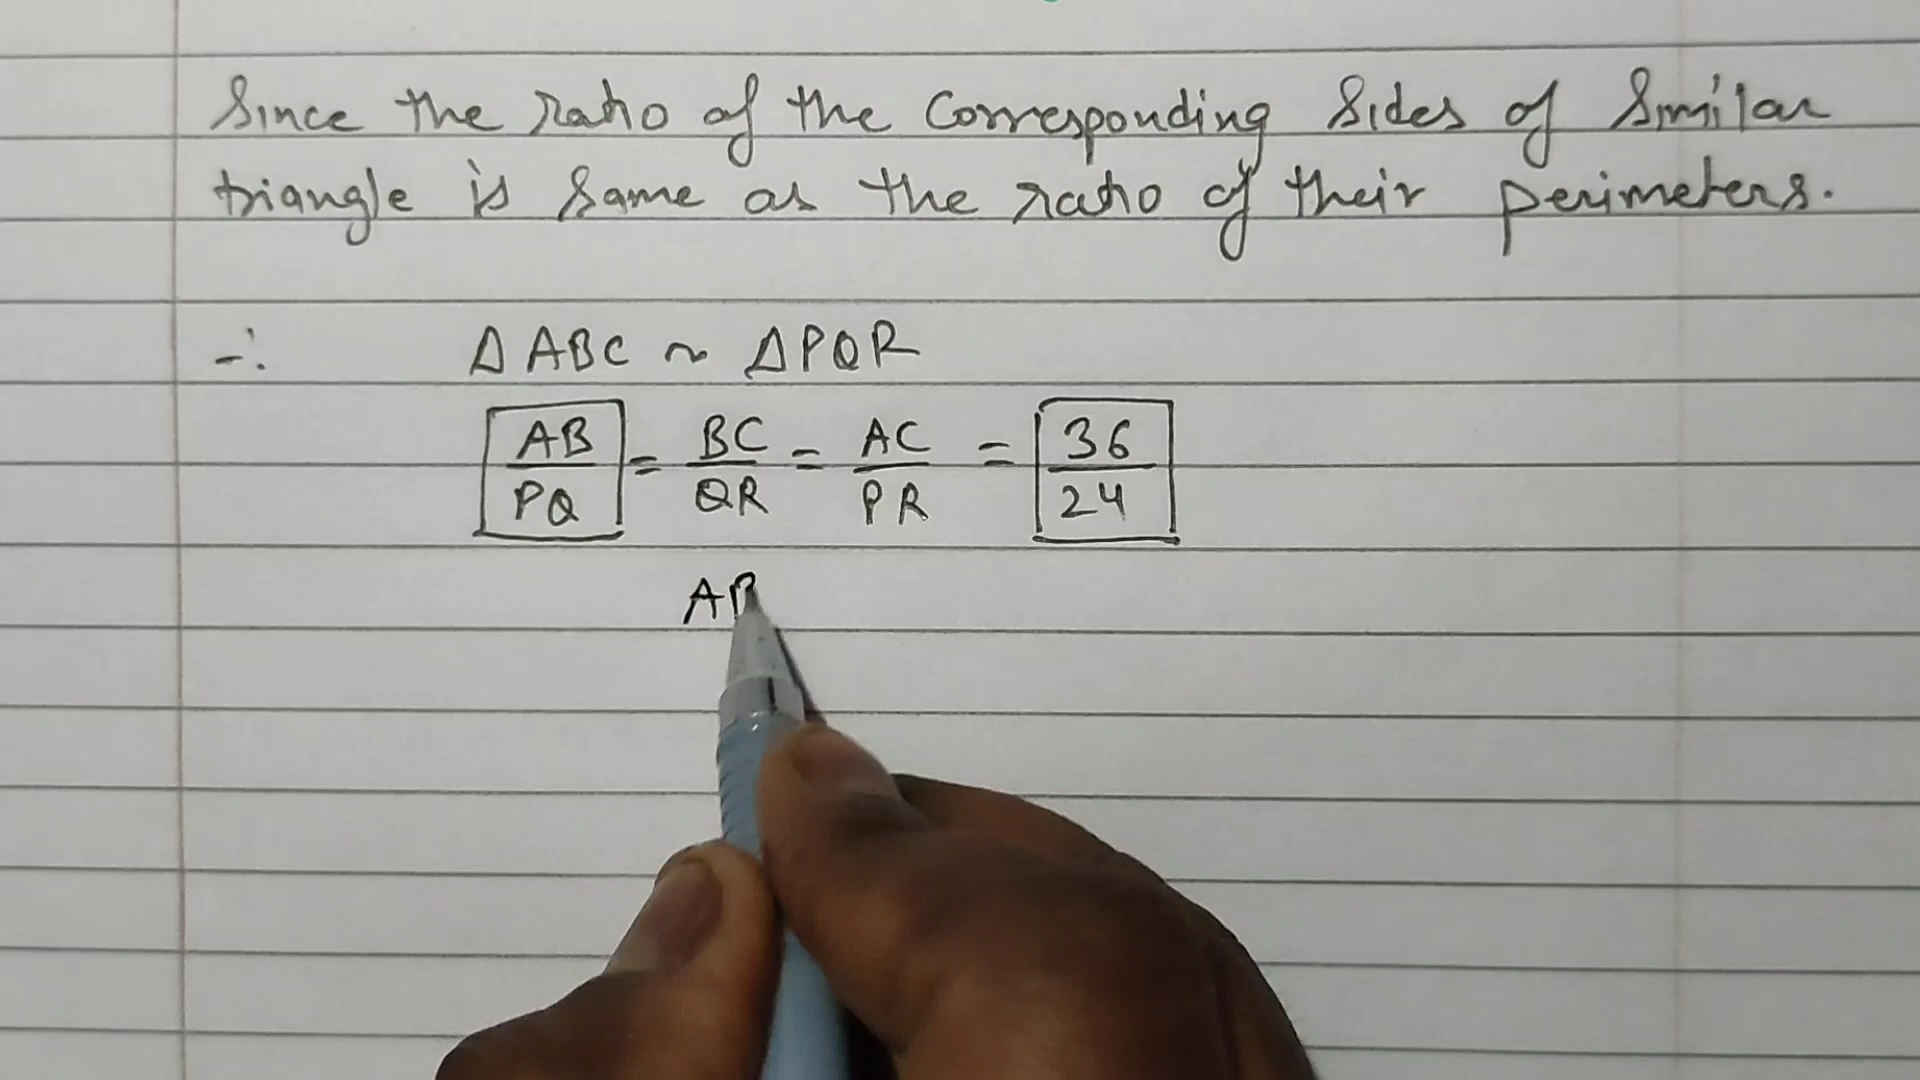 Since the ratio of the Corresponding Sides of Similar
triangle is same as the ratio of their perimeters.
∴ Δ ABC ~ ΔPQR
AB/PQ = BC/QR = AC/PR = 36/24
AB